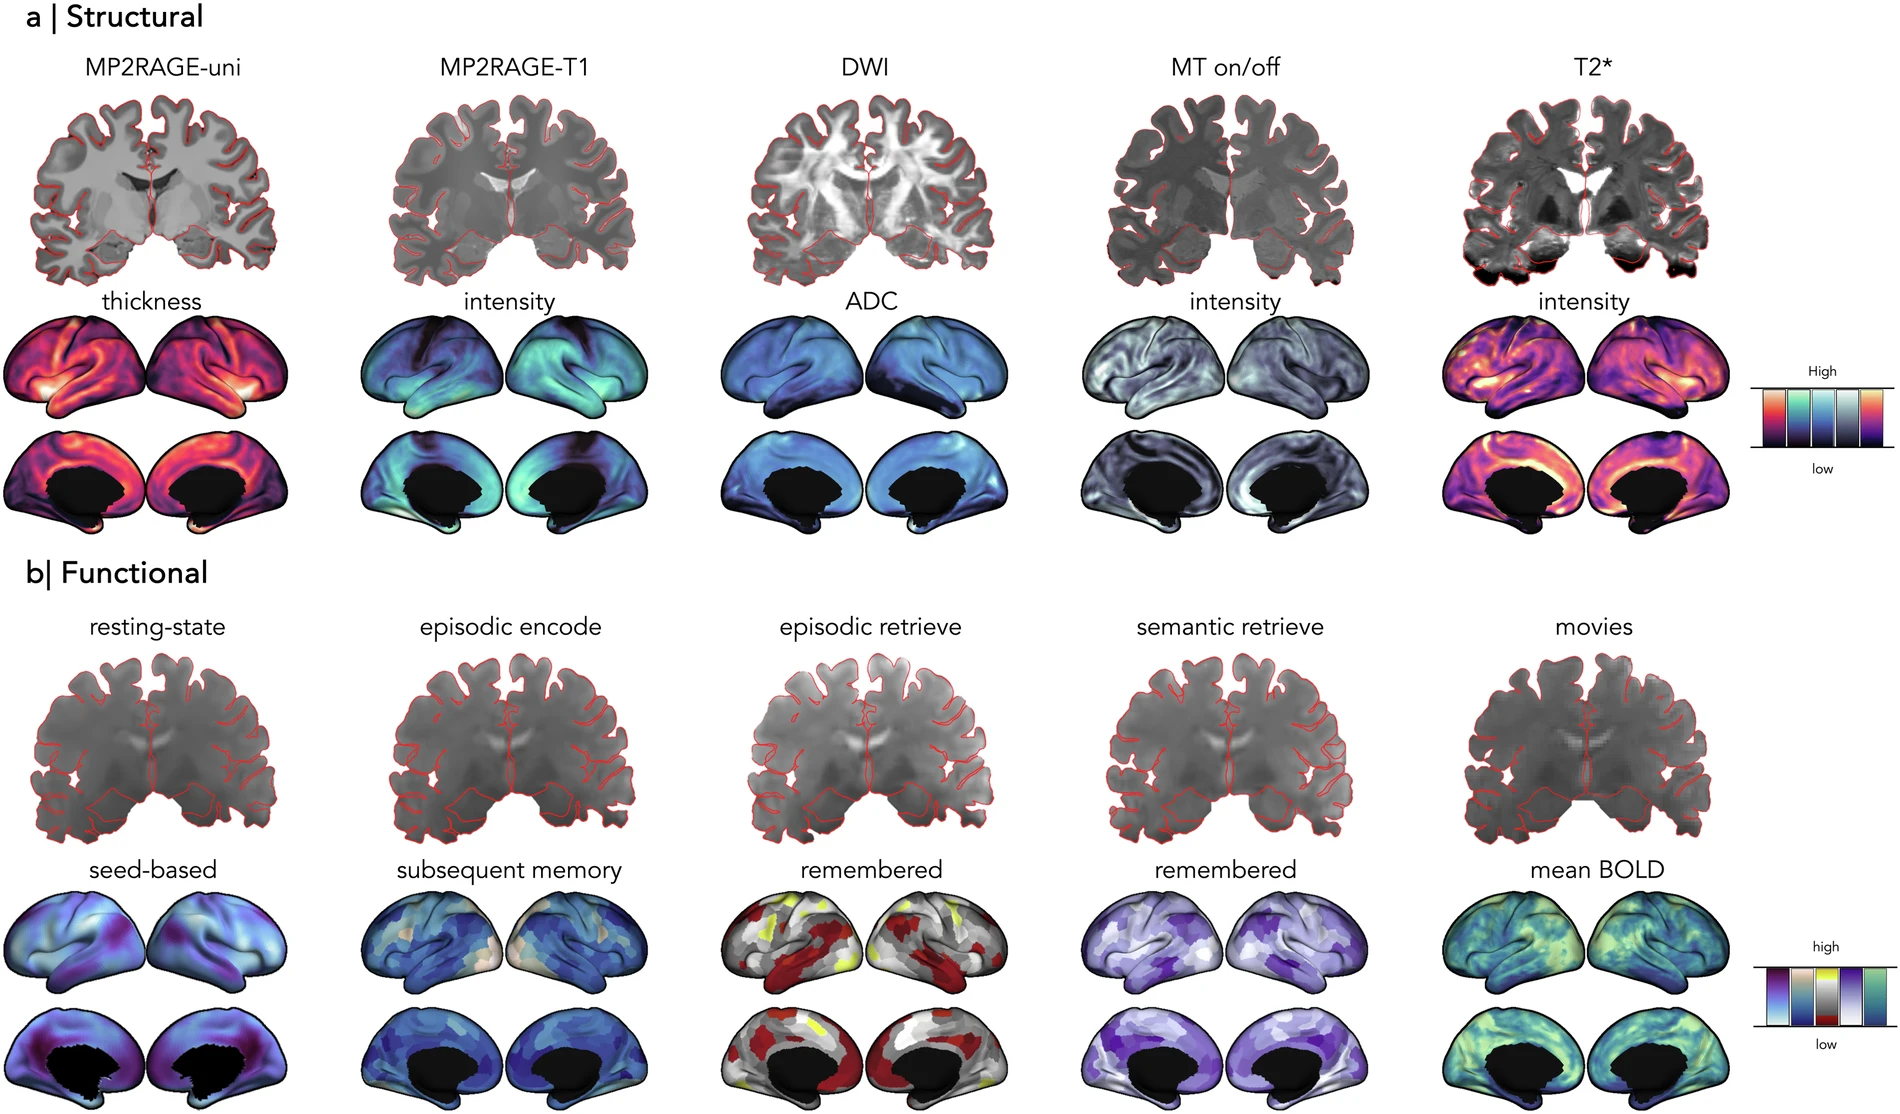 a | Structural
MP2RAGE-uni
MP2RAGE-T1
DWI
MT on/off
T2*
thickness
intensity
ADC
intensity
intensity
High
low
b| Functional
resting-state
episodic encode
episodic retrieve
semantic retrieve
movies
seed-based
subsequent memory
remembered
remembered
mean BOLD
high
low